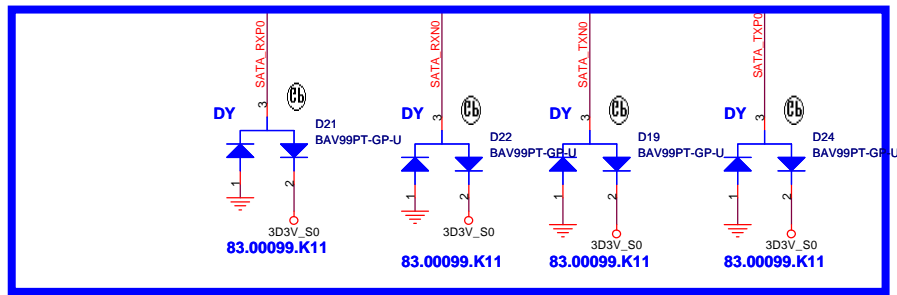 SATA_RXP0
SATA_RXN0
SATA_TXN0
SATA_TXP0
DY
3
D21
BAV99PT-GP-U
1
2
3D3V_S0
83.00099.K11
DY
3
D22
BAV99PT-GP-U
1
2
3D3V_S0
83.00099.K11
DY
3
D19
BAV99PT-GP-U
1
2
3D3V_S0
83.00099.K11
DY
3
D24
BAV99PT-GP-U
1
2
3D3V_S0
83.00099.K11